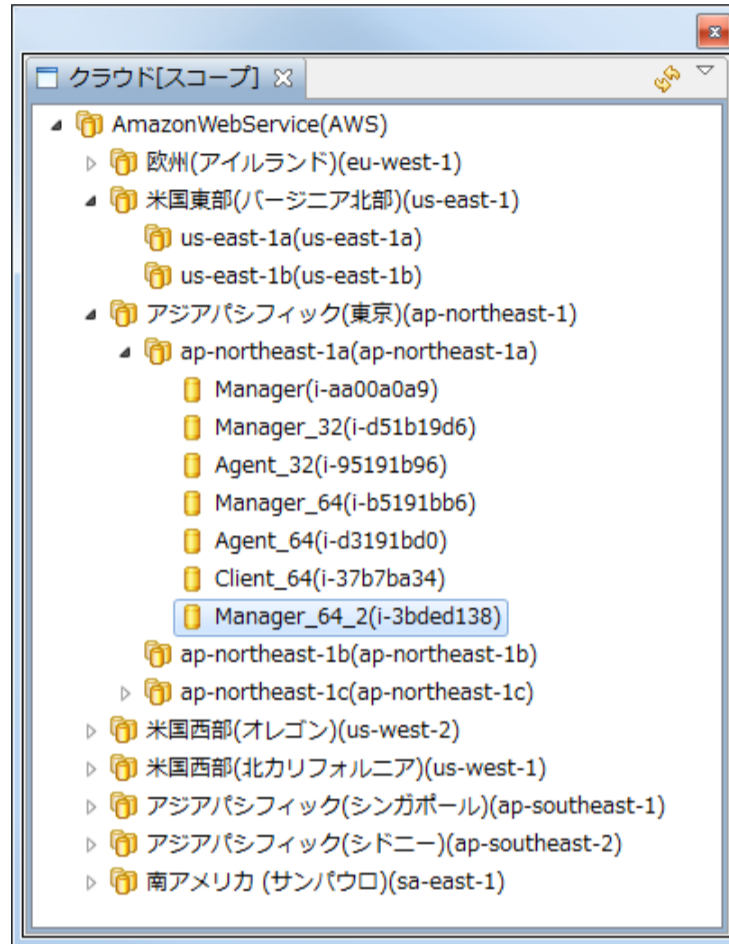 クラウド[スコープ]
AmazonWebService(AWS)
欧州(アイルランド)(eu-west-1)
米国東部(バージニア北部)(us-east-1)
us-east-1a(us-east-1a)
us-east-1b(us-east-1b)
アジアパシフィック(東京)(ap-northeast-1)
ap-northeast-1a(ap-northeast-1a)
Manager(i-aa00a0a9)
Manager_32(i-d51b19d6)
Agent_32(i-95191b96)
Manager_64(i-b5191bb6)
Agent_64(i-d3191bd0)
Client_64(i-37b7ba34)
Manager_64_2(i-3bded138)
ap-northeast-1b(ap-northeast-1b)
ap-northeast-1c(ap-northeast-1c)
米国西部(オレゴン)(us-west-2)
米国西部(北カリフォルニア)(us-west-1)
アジアパシフィック(シンガポール)(ap-southeast-1)
アジアパシフィック(シドニー)(ap-southeast-2)
南アメリカ (サンパウロ)(sa-east-1)